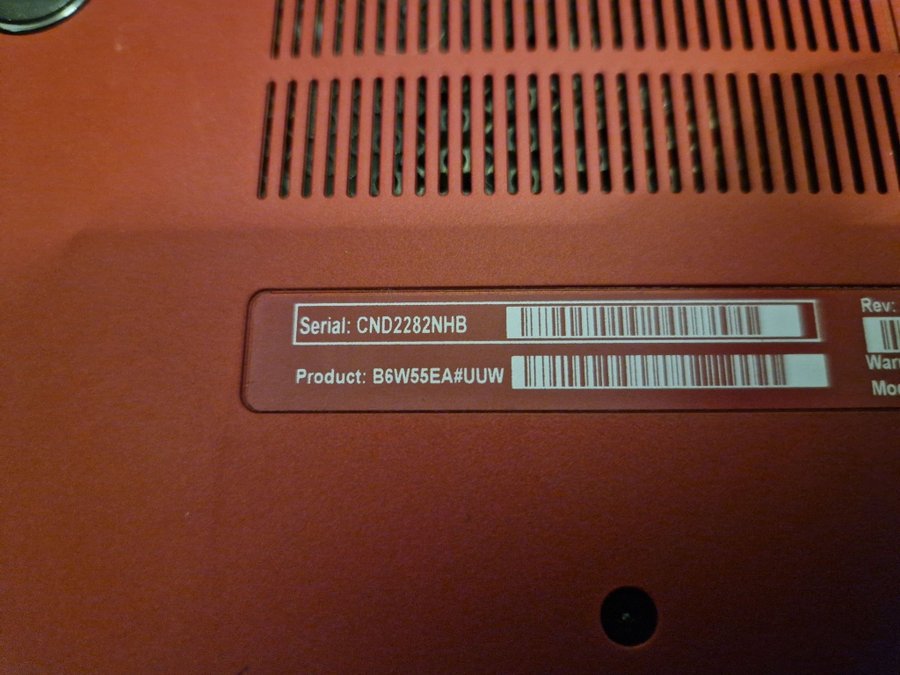 Serial: CND2282NHB
Product: B6W55EA#UUW
Rev: